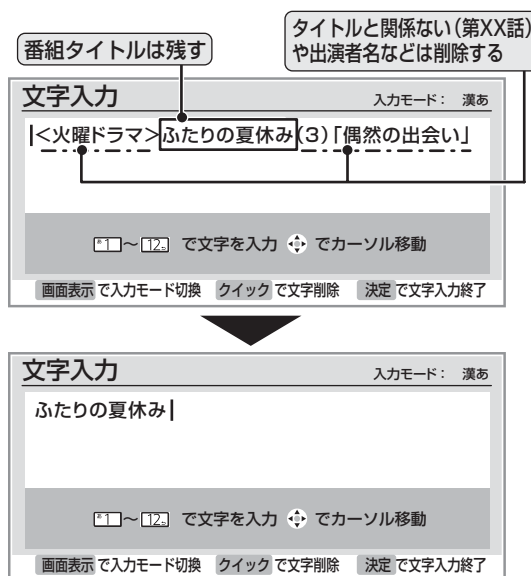 番組タイトルは残す
タイトルと関係ない(第XX話)
や出演者名などは削除する
文字入力
入力モード： 漢あ
<火曜ドラマ>ふたりの夏休み(3)「偶然の出会い」
1～12 で文字を入力 でカーソル移動
画面表示 で入力モード切換 クイック で文字削除 決定 で文字入力終了
文字入力
入力モード： 漢あ
ふたりの夏休み
1～12 で文字を入力 でカーソル移動
画面表示 で入力モード切換 クイック で文字削除 決定 で文字入力終了